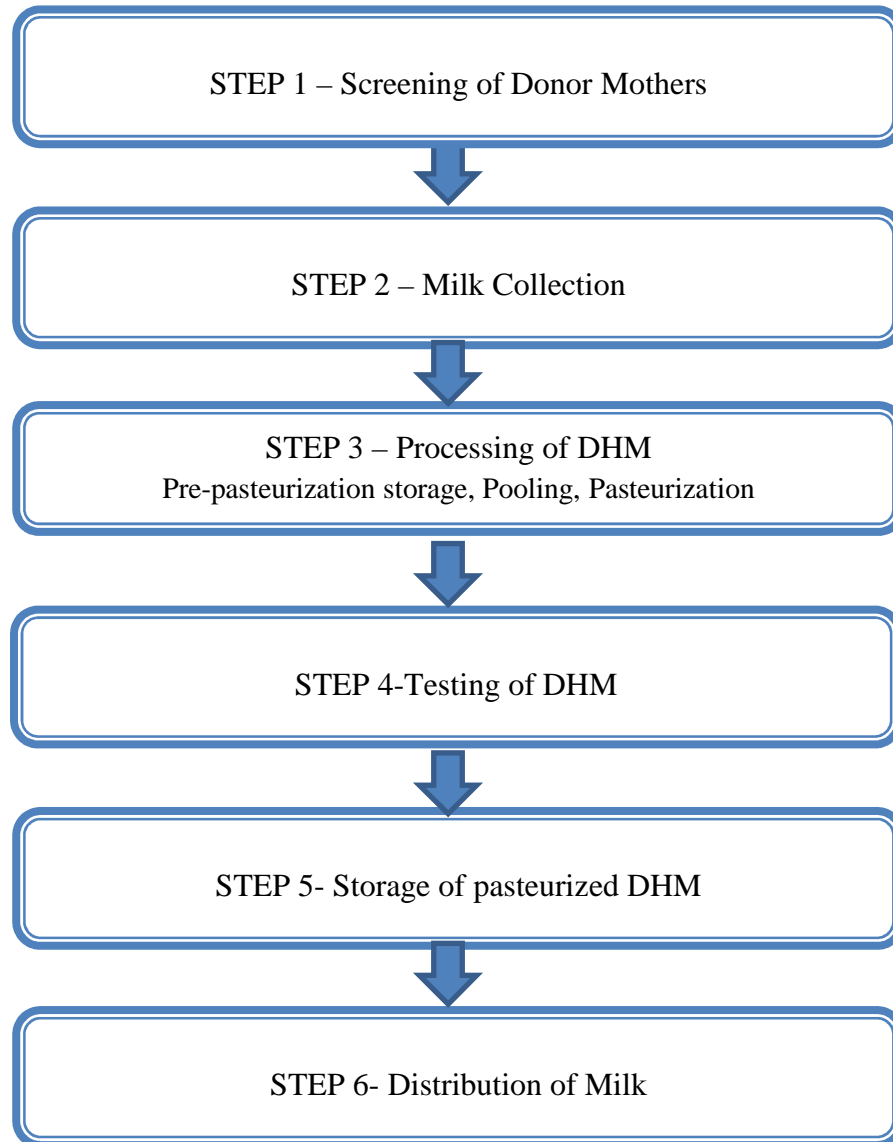 STEP 1 – Screening of Donor Mothers
STEP 2 – Milk Collection
STEP 3 – Processing of DHM
Pre-pasteurization storage, Pooling, Pasteurization
STEP 4-Testing of DHM
STEP 5- Storage of pasteurized DHM
STEP 6- Distribution of Milk